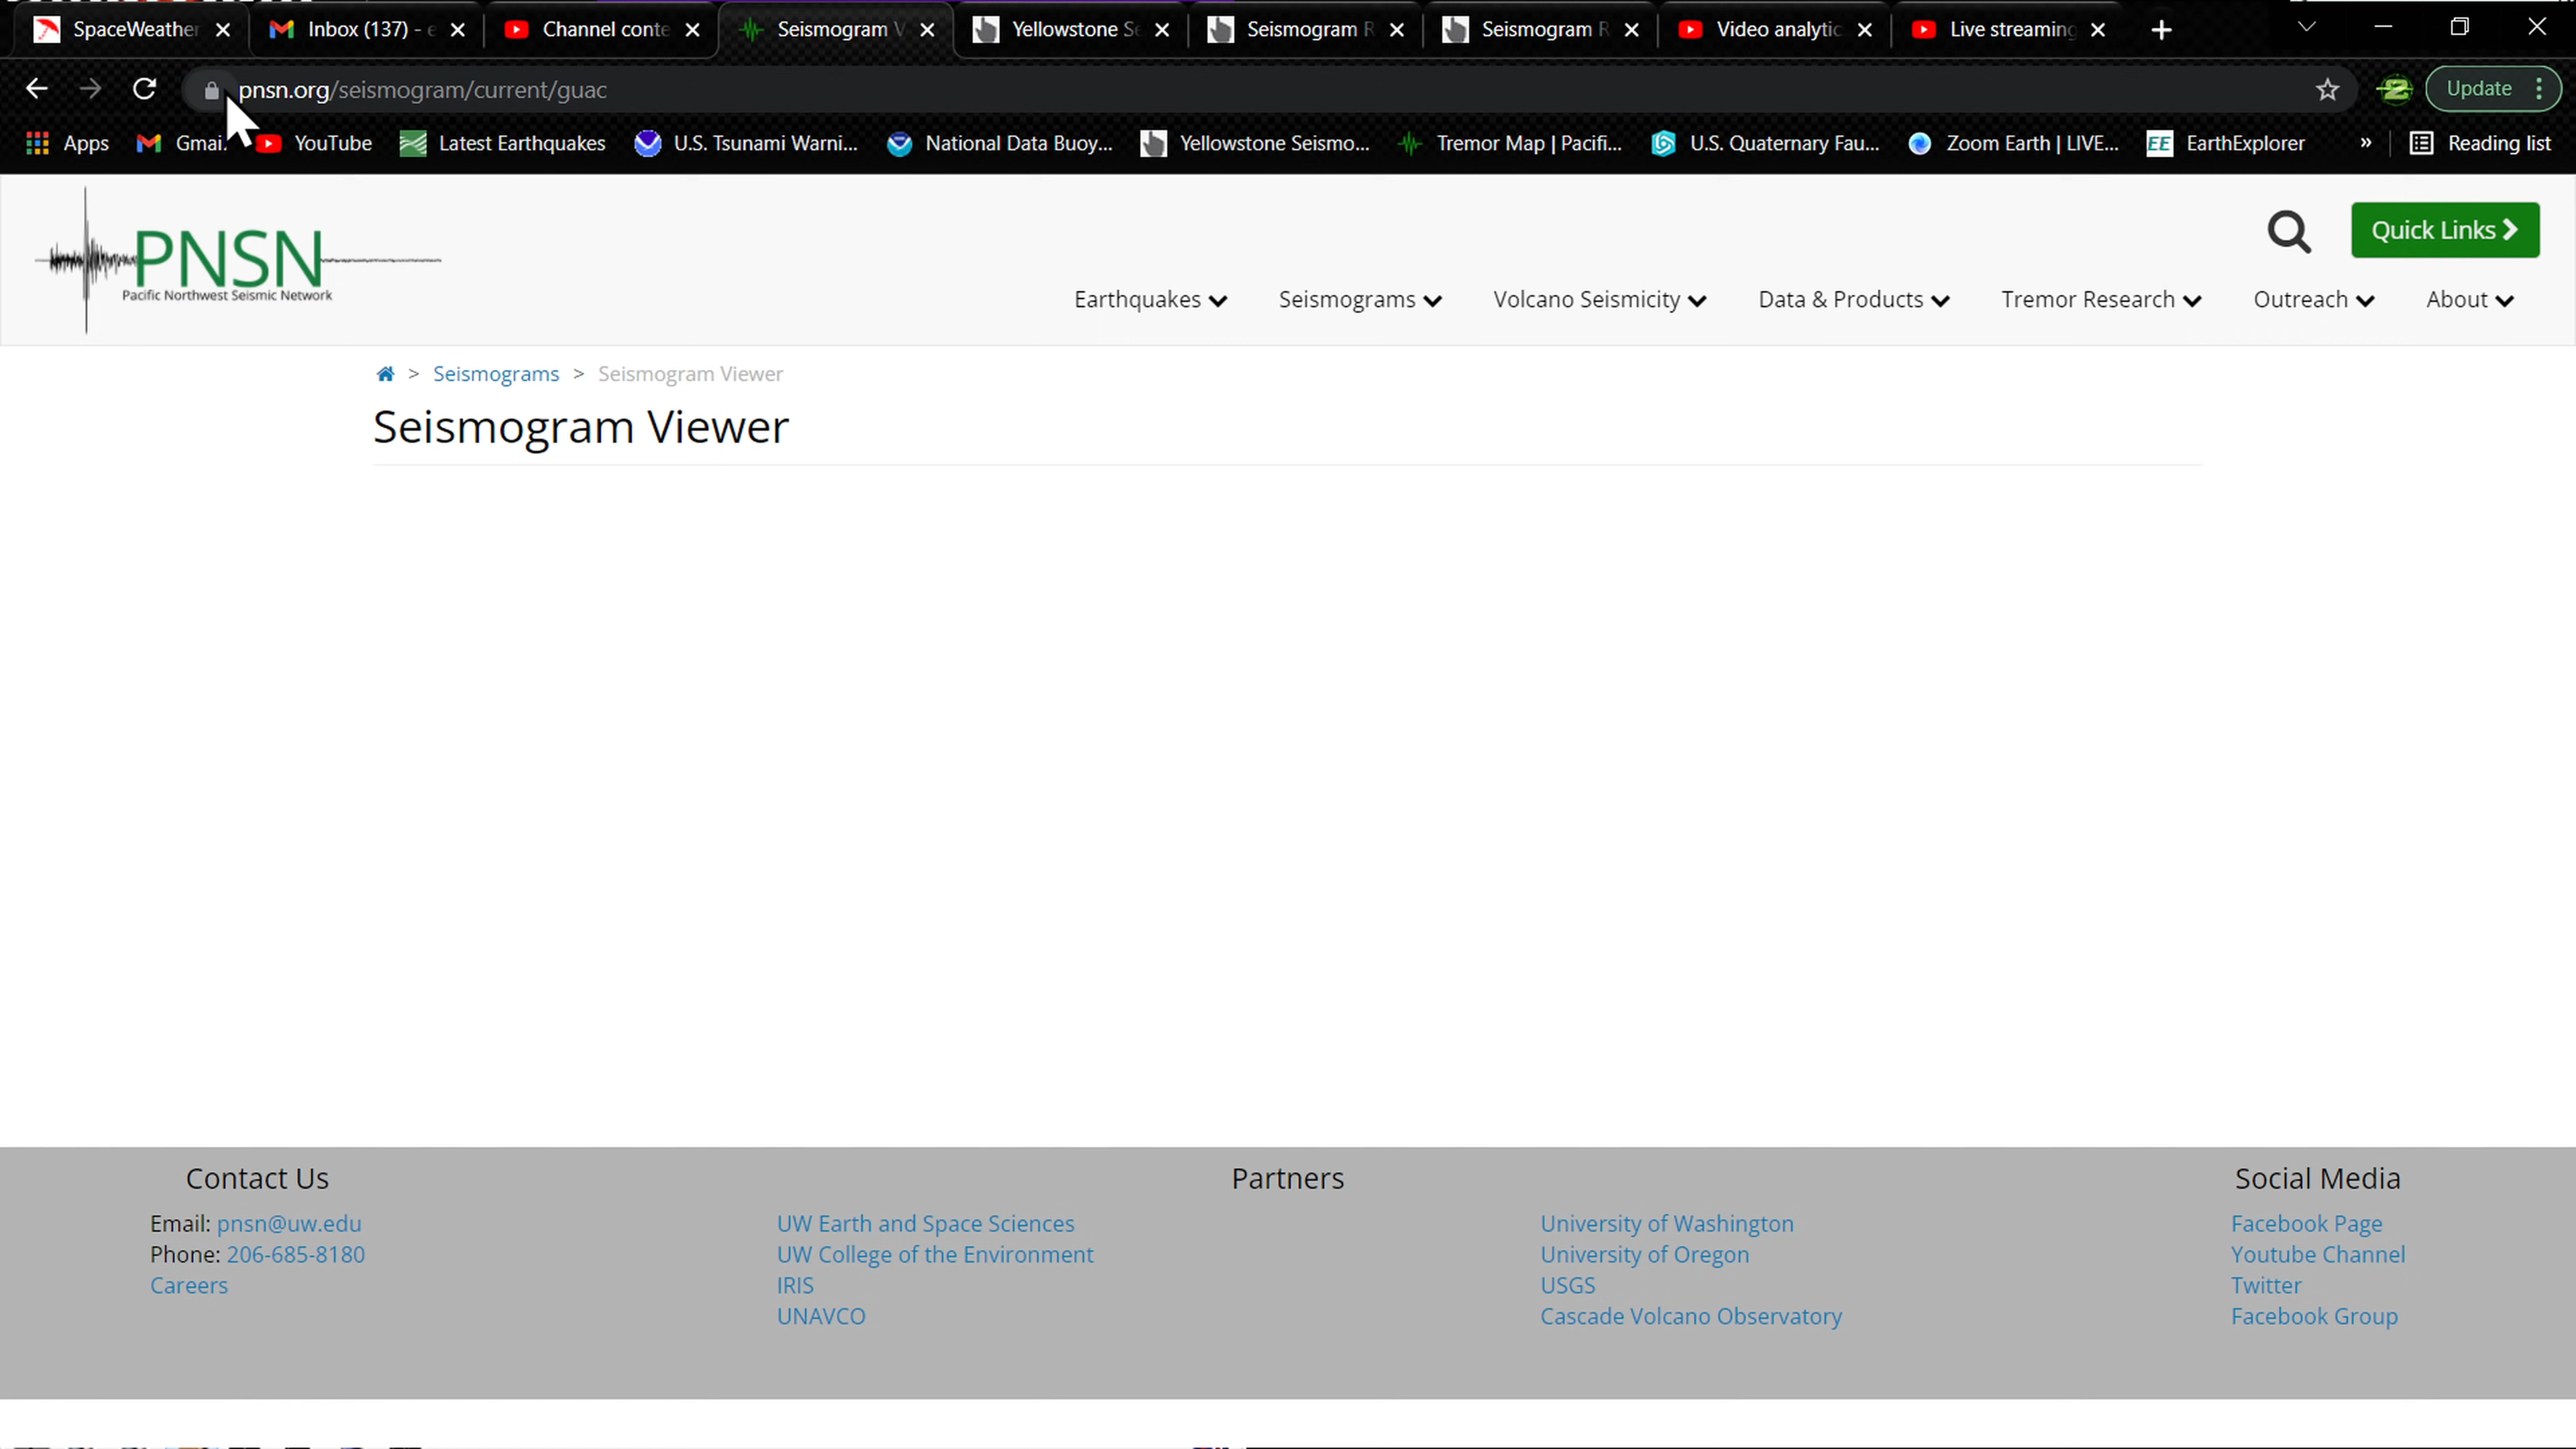 SpaceWeather
Inbox (137) - e
Channel conte
Seismogram V
Yellowstone Se
Seismogram R
Seismogram R
Video analytic
Live streaming
pnsn.org/seismogram/current/guac
Update
Apps
Gmai
YouTube
Latest Earthquakes
U.S. Tsunami Warni...
National Data Buoy...
Yellowstone Seismo...
Tremor Map | Pacifi...
U.S. Quaternary Fau...
Zoom Earth | LIVE...
EE EarthExplorer
»
Reading list
PNSN
Pacific Northwest Seismic Network
Quick Links
Earthquakes
Seismograms
Volcano Seismicity
Data & Products
Tremor Research
Outreach
About
> Seismograms > Seismogram Viewer
Seismogram Viewer
Contact Us
Email: pnsn@uw.edu
Phone: 206-685-8180
Careers
Partners
UW Earth and Space Sciences
UW College of the Environment
IRIS
UNAVCO
University of Washington
University of Oregon
USGS
Cascade Volcano Observatory
Social Media
Facebook Page
Youtube Channel
Twitter
Facebook Group